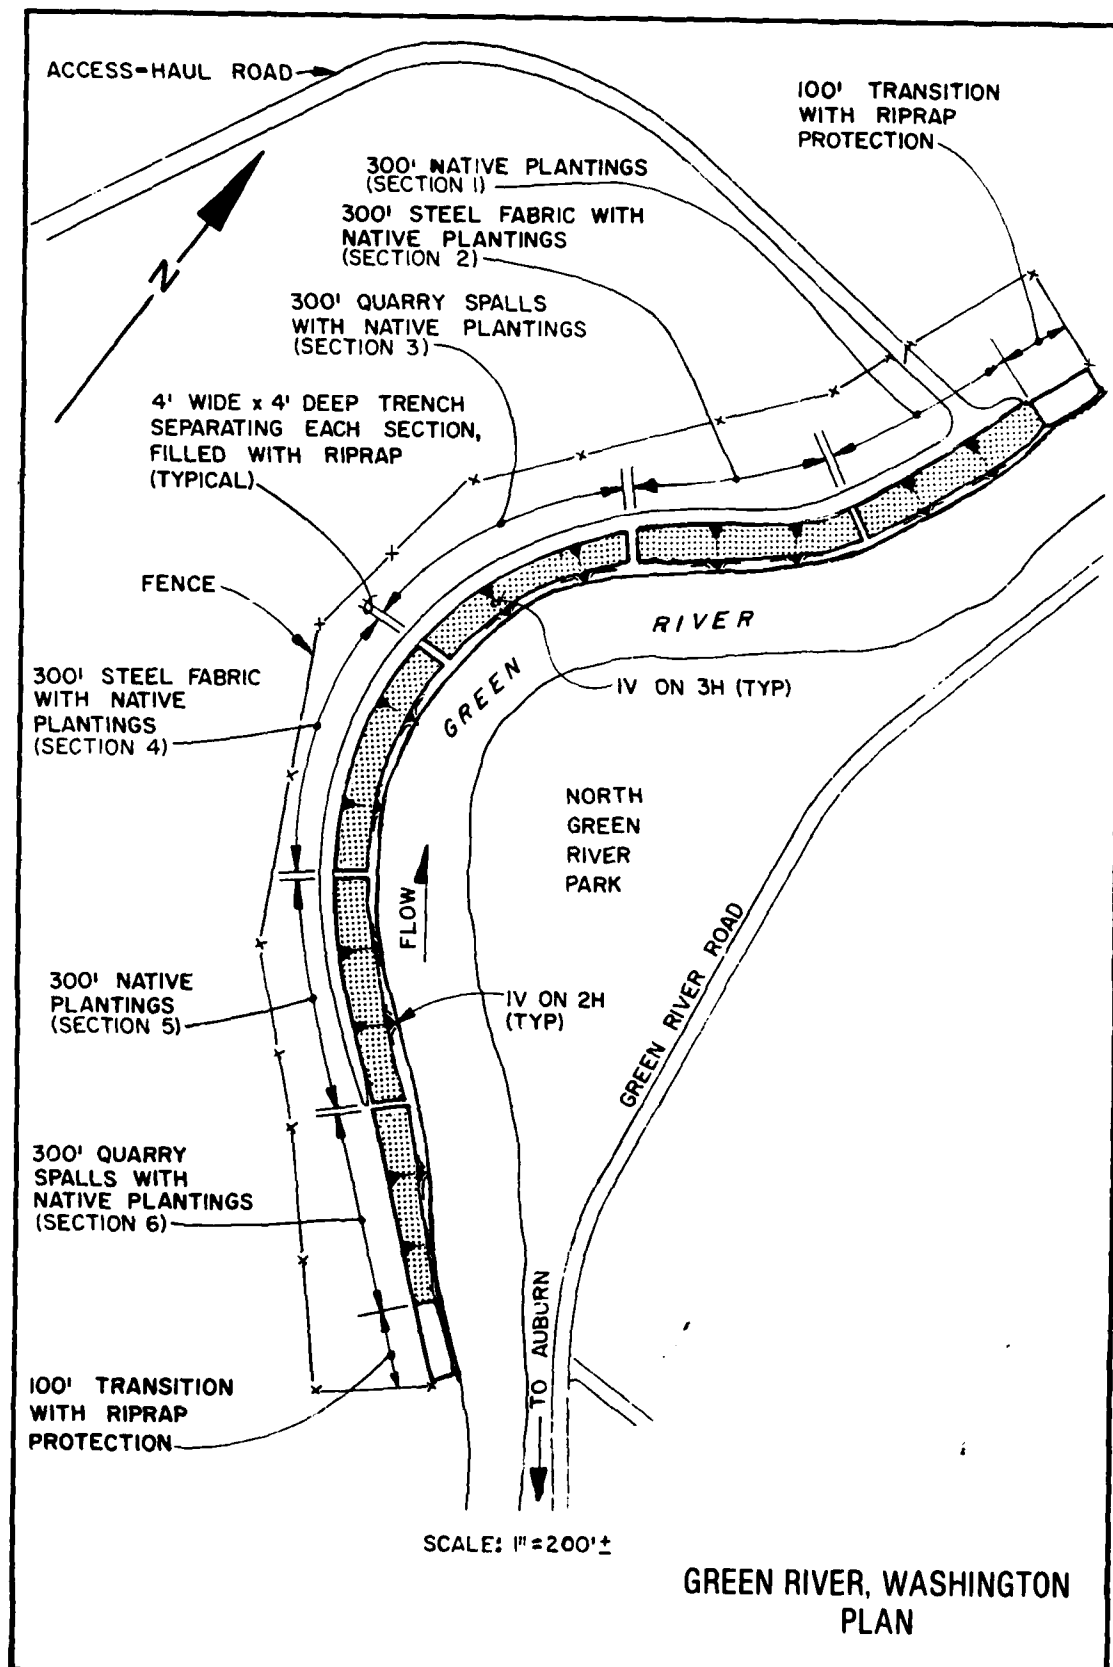 ACCESS-HAUL ROAD
100' TRANSITION
WITH RIPRAP
PROTECTION
300' NATIVE PLANTINGS
(SECTION 1)
300' STEEL FABRIC WITH
NATIVE PLANTINGS
(SECTION 2)
N
300' QUARRY SPALLS
WITH NATIVE PLANTINGS
(SECTION 3)
4' WIDE x 4' DEEP TRENCH
SEPARATING EACH SECTION,
FILLED WITH RIPRAP
(TYPICAL)
FENCE
GREEN RIVER
300' STEEL FABRIC
WITH NATIVE
PLANTINGS
(SECTION 4)
1V ON 3H (TYP)
NORTH
GREEN
RIVER
PARK
FLOW
GREEN RIVER ROAD
300' NATIVE
PLANTINGS
(SECTION 5)
1V ON 2H
(TYP)
300' QUARRY
SPALLS WITH
NATIVE PLANTINGS
(SECTION 6)
TO AUBURN
100' TRANSITION
WITH RIPRAP
PROTECTION
SCALE: 1"=200'±
GREEN RIVER, WASHINGTON
PLAN